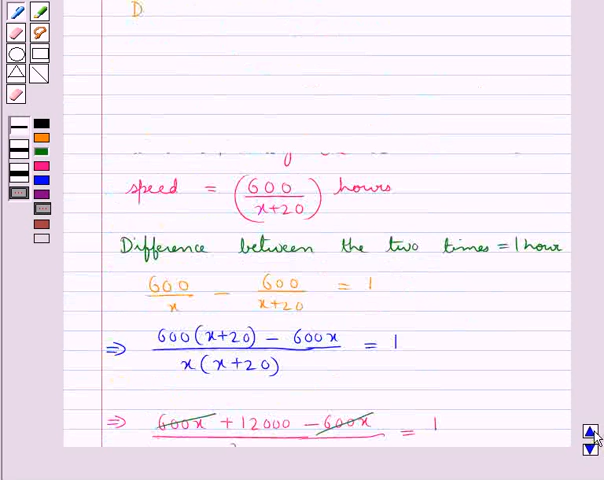 D
speed = (600/(x+20)) hours
Difference between the two times = 1 hour
600/x - 600/(x+20) = 1
⇒ (600(x+20) - 600x)/(x(x+20)) = 1
⇒ 600x + 12000 - 600x = 1